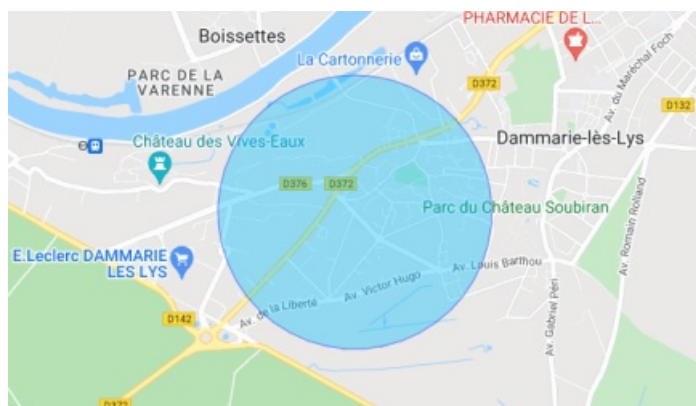 PHARMACIE DE L...
Boissettes
La Cartonnerie
Av. du Maréchal Foch
PARC DE LA
VARENNE
D372
D132
Château des Vives-Eaux
Dammarie-lès-Lys
D376
D372
Parc du Château Soubiran
Av. Romain Rolland
E.Leclerc DAMMARIE
LES LYS
Av. Louis Barthou
Av. Victor Hugo
Av. de la Liberté
D142
Av. Gabriel Péri
D372